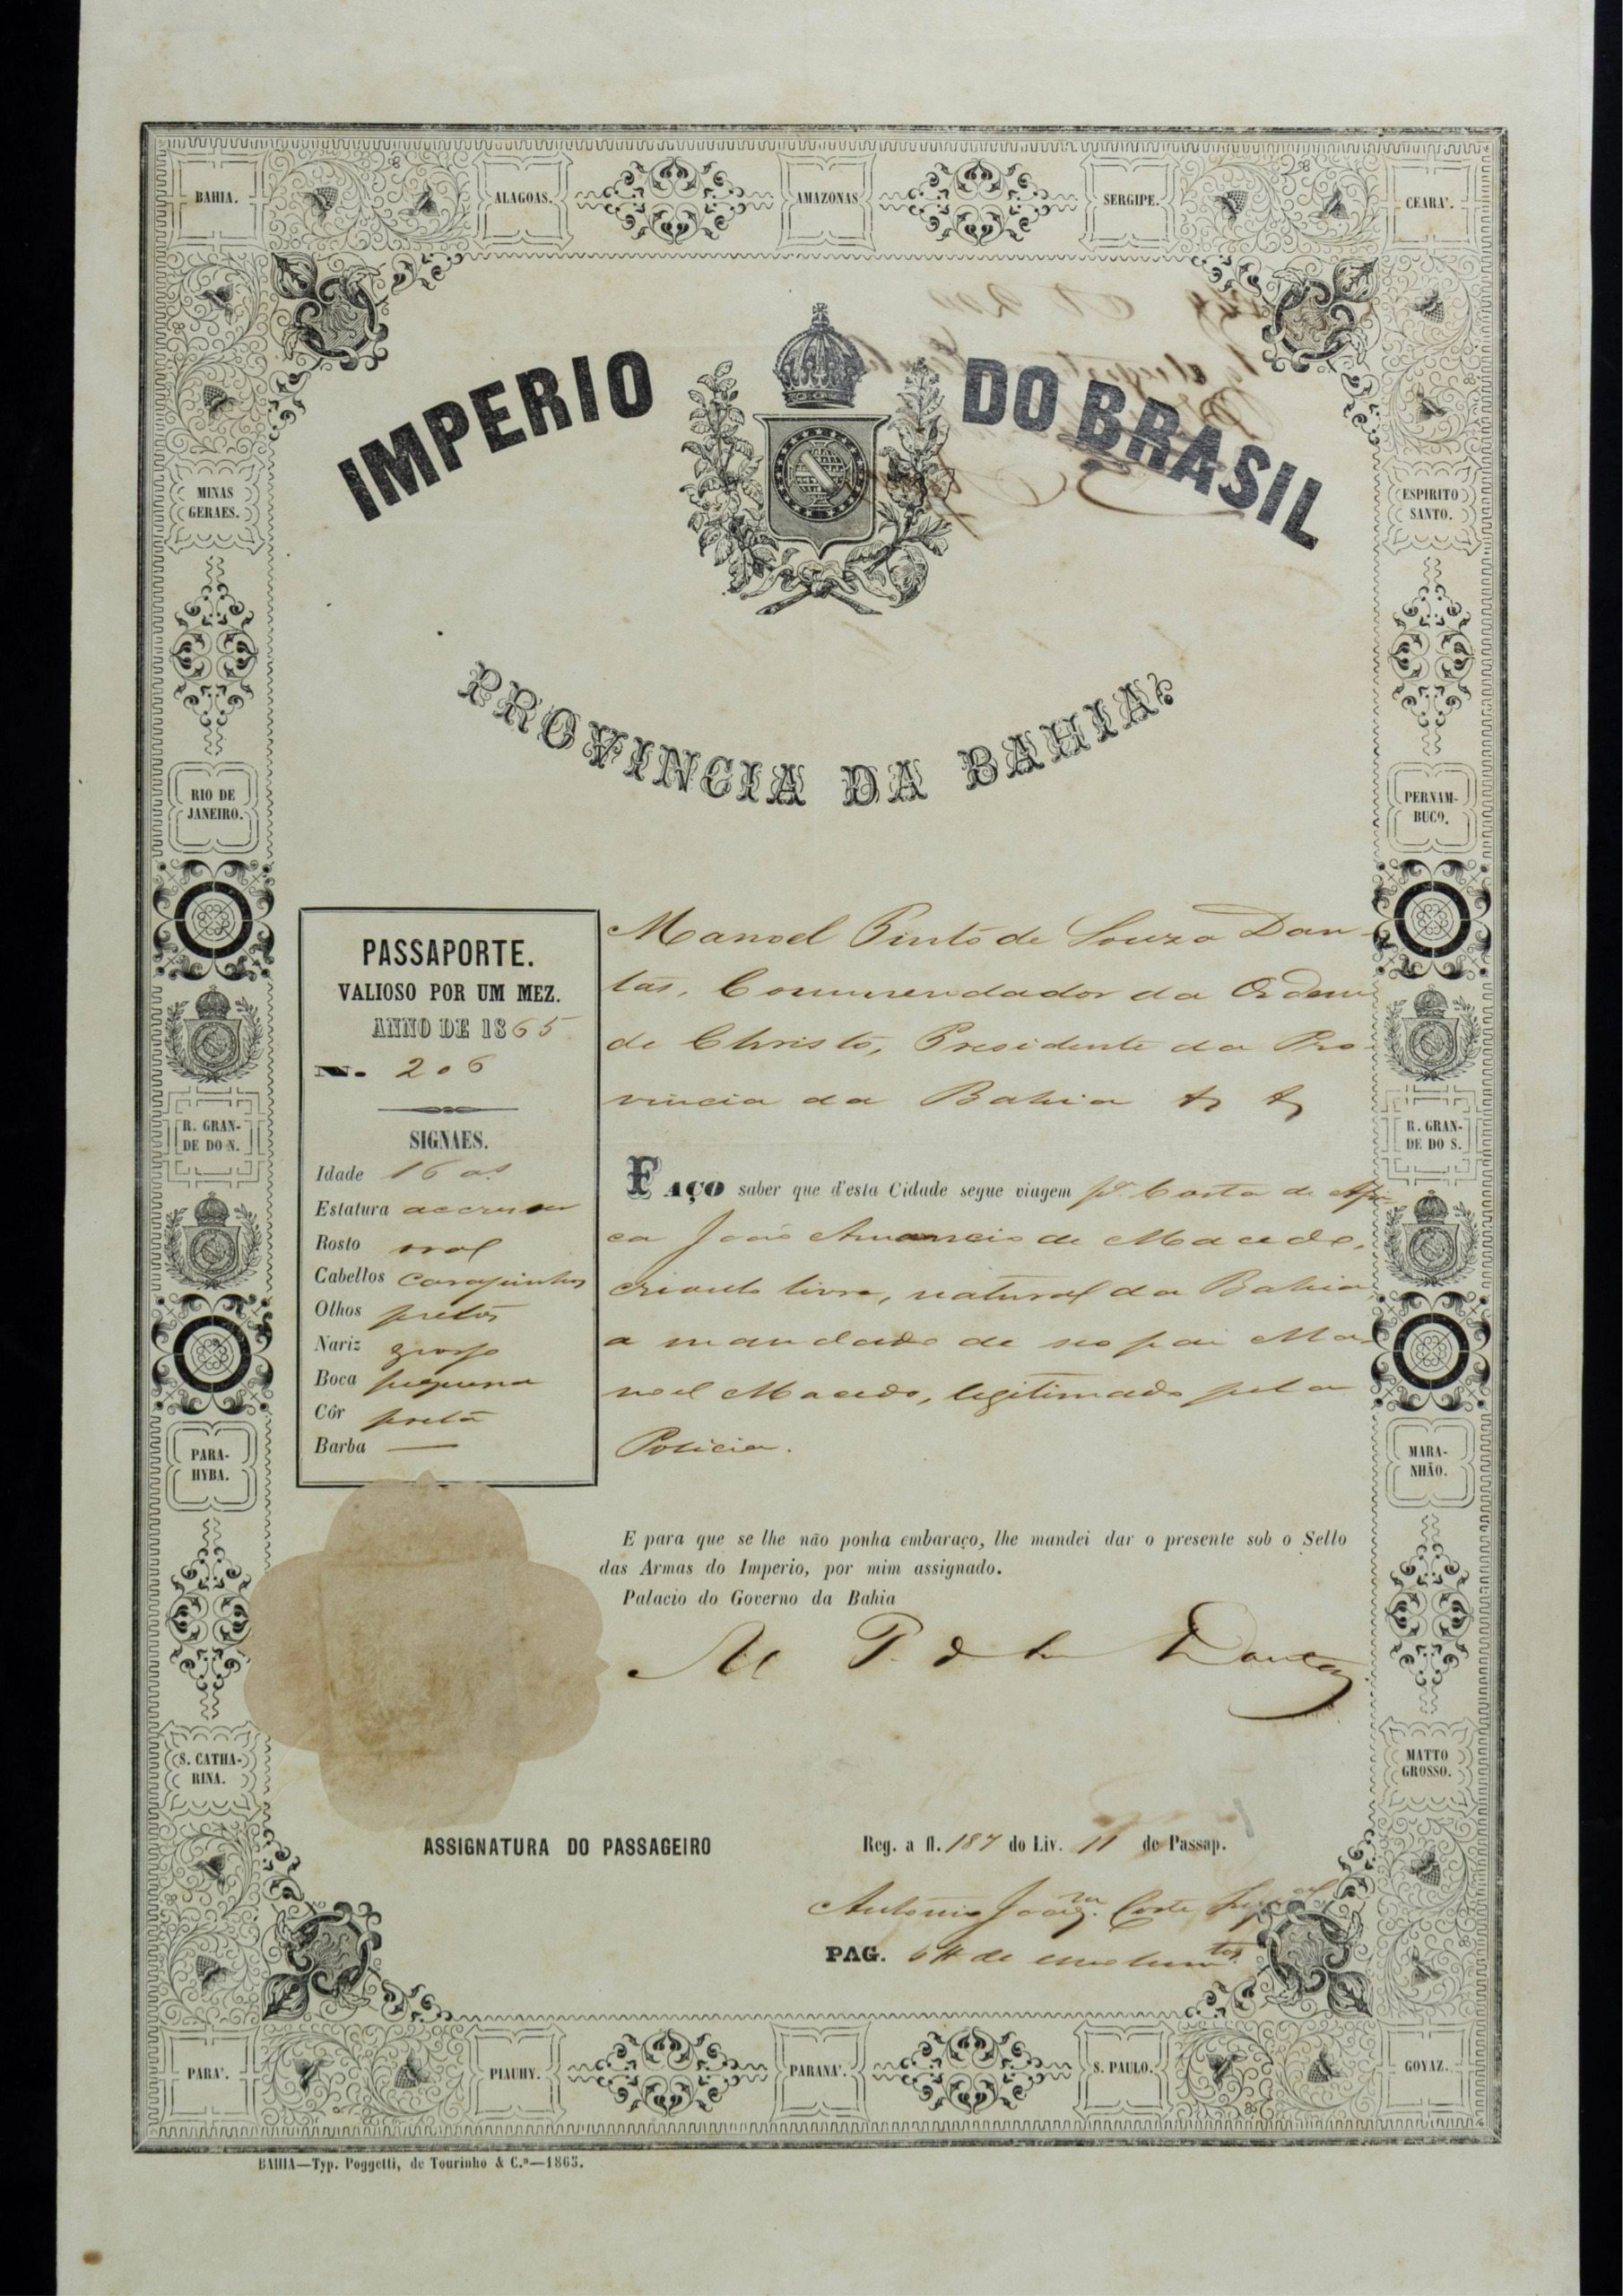 BAHIA. ALAGOAS. AMAZONAS SERGIPE. CEARA'.
IMPERIO DO BRASIL
MINAS
GERAES.
ESPIRITO
SANTO.
PROVINCIA DA BAHIA
RIO DE
JANEIRO.
PERNAM-
BUCO.
PASSAPORTE.
VALIOSO POR UM MEZ.
ANNO DE 1865
N. 206
SIGNAES.
Idade 16 as.
Estatura
Rosto oval
Cabellos carapinhos
Olhos pretos
Nariz grosso
Boca pequena
Côr preta
Barba —
Manoel Pinto de Souza Dan-
tas, Commendador da Ordem
de Christo, Presidente da Pro-
vincia da Bahia & &
FAÇO saber que d'esta Cidade segue viagem pa. Costa de Afri
ca João Amancio de Macedo,
crioulo livre, natural da Bahia
a mandado de seo pai Ma-
noel Macedo, legitimado pela
Policia.
R. GRAN-
DE DO N.
R. GRAN-
DE DO S.
PARA-
HYBA.
MARA-
NHÃO.
E para que se lhe não ponha embaraço, lhe mandei dar o presente sob o Sello
das Armas do Imperio, por mim assignado.
Palacio do Governo da Bahia
M P. d S Dantas
S. CATHA-
RINA.
MATTO
GROSSO.
ASSIGNATURA DO PASSAGEIRO
Reg. a fl. 187 do Liv. 11 de Passap.
Antonio
PAG. 6# de emolumtos
PARA'. PIAUHY. PARANA'. S. PAULO. GOYAZ.
BAHIA—Typ. Poggetti, de Tourinho & C.ª—1865.